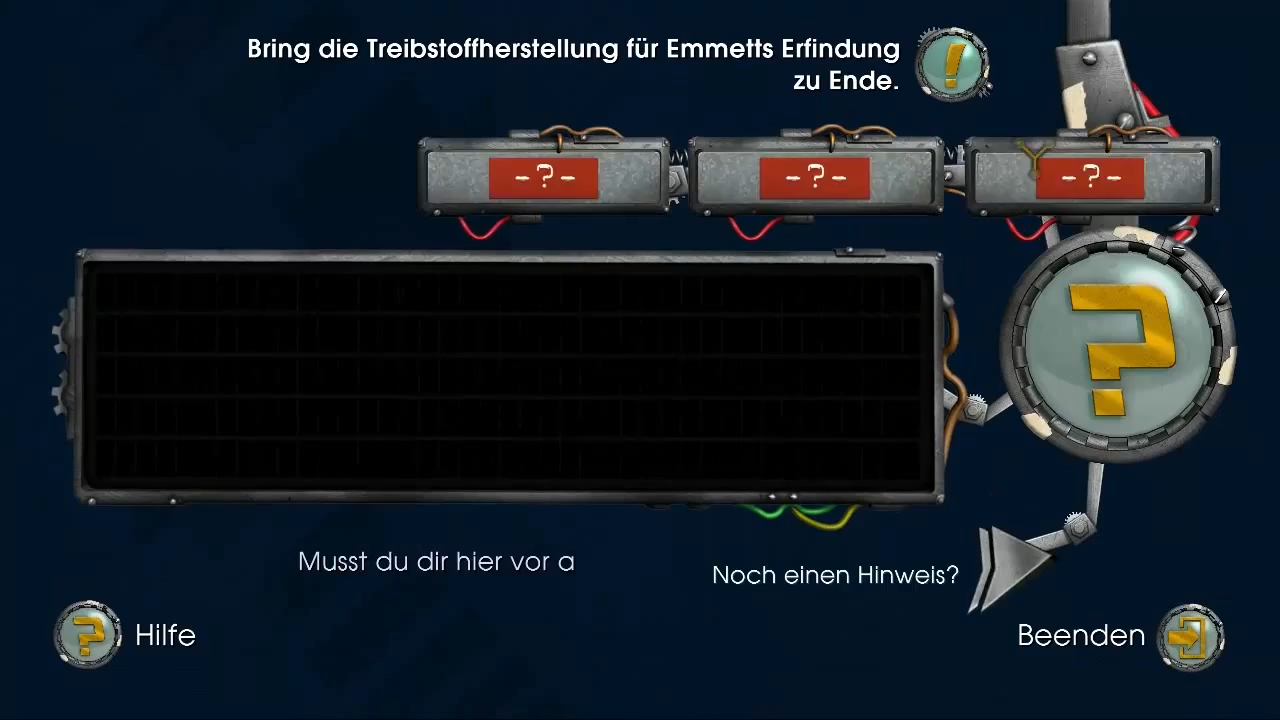 Bring die Treibstoffherstellung für Emmetts Erfindung
zu Ende.
-?-
-?-
-?-
Musst du dir hier vor a
Noch einen Hinweis?
Hilfe
Beenden